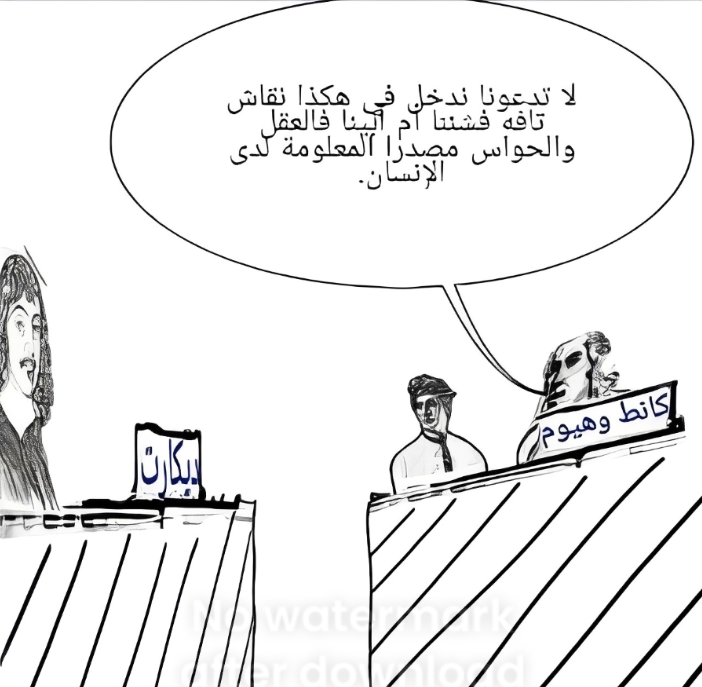 لا تدعونا ندخل في هكذا نقاش
تافه فشئنا أم أبينا فالعقل
والحواس مصدرا المعلومة لدى
الإنسان.
كانط وهيوم
ديكارت
No watermark
after download